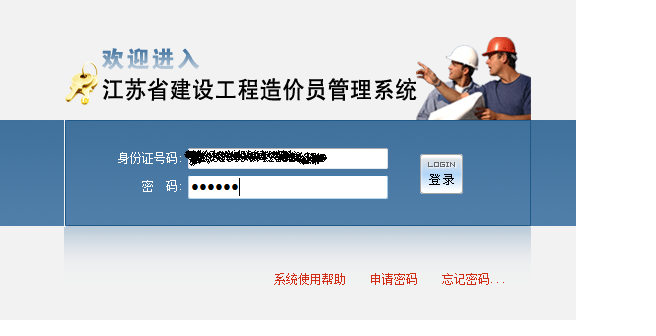 欢迎进入
江苏省建设工程造价员管理系统
身份证号码:
密 码: ●●●●●●
LOGIN
登录
系统使用帮助 申请密码 忘记密码...